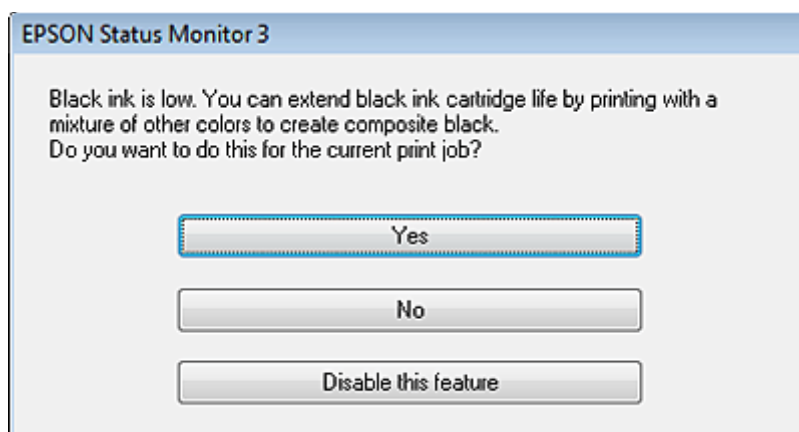 EPSON Status Monitor 3
Black ink is low. You can extend black ink cartridge life by printing with a
mixture of other colors to create composite black.
Do you want to do this for the current print job?
Yes
No
Disable this feature